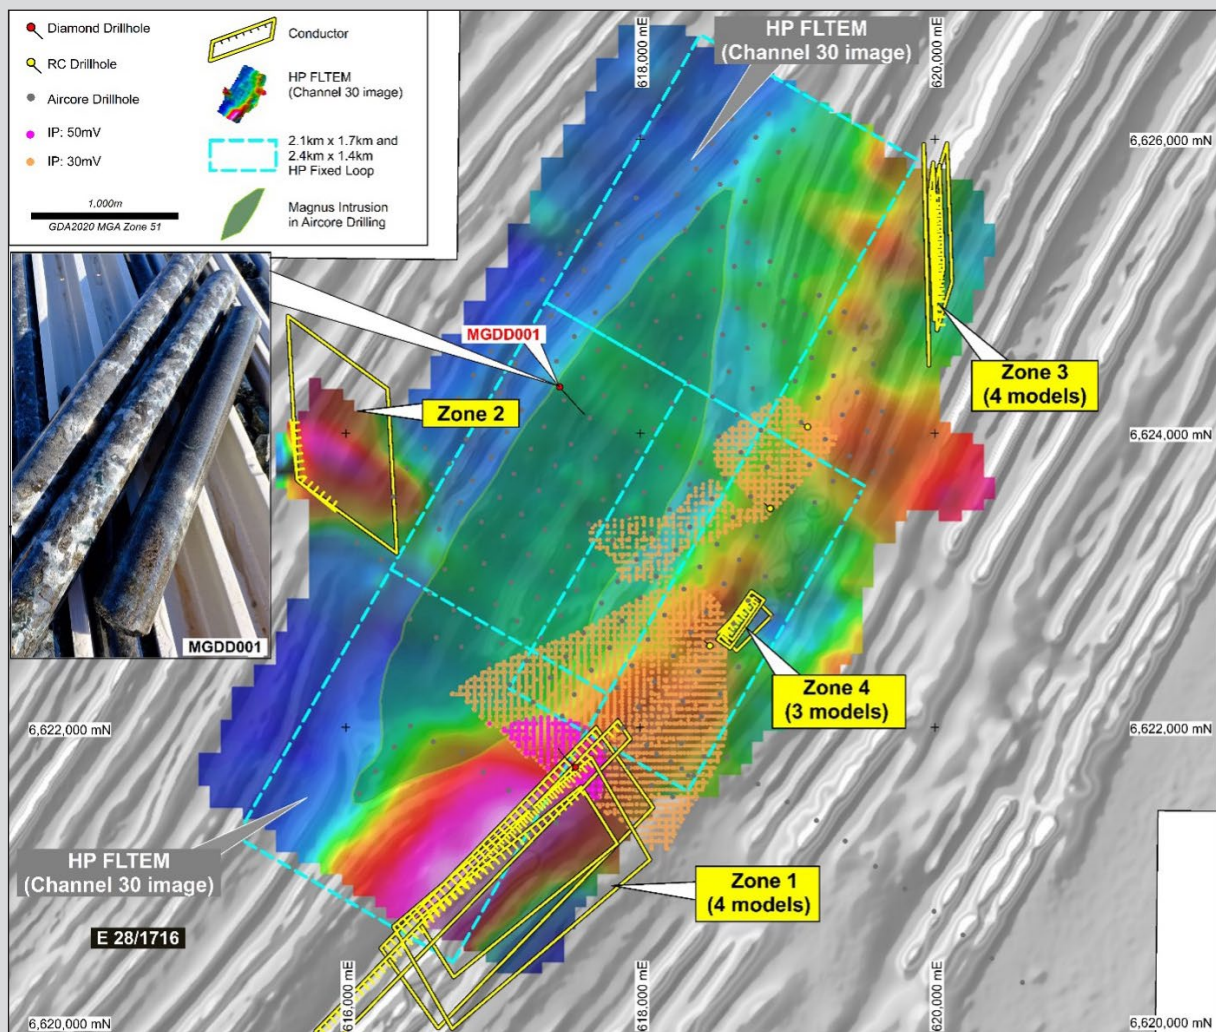 Diamond Drillhole
RC Drillhole
Aircore Drillhole
IP: 50mV
IP: 30mV
1,000m
GDA2020 MGA Zone 51
Conductor
HP FLTEM
(Channel 30 image)
2.1km x 1.7km and
2.4km x 1.4km
HP Fixed Loop
Magnus Intrusion
in Aircore Drilling
HP FLTEM
(Channel 30 image)
618,000 mE
620,000 mE
6,626,000 mN
6,626,000 mN
MGDD001
Zone 3
(4 models)
Zone 2
6,624,000 mN
MGDD001
Zone 4
(3 models)
6,622,000 mN
6,622,000 mN
HP FLTEM
(Channel 30 image)
Zone 1
(4 models)
E 28/1716
616,000 mE
618,000 mE
620,000 mE
6,620,000 mN
6,620,000 mN